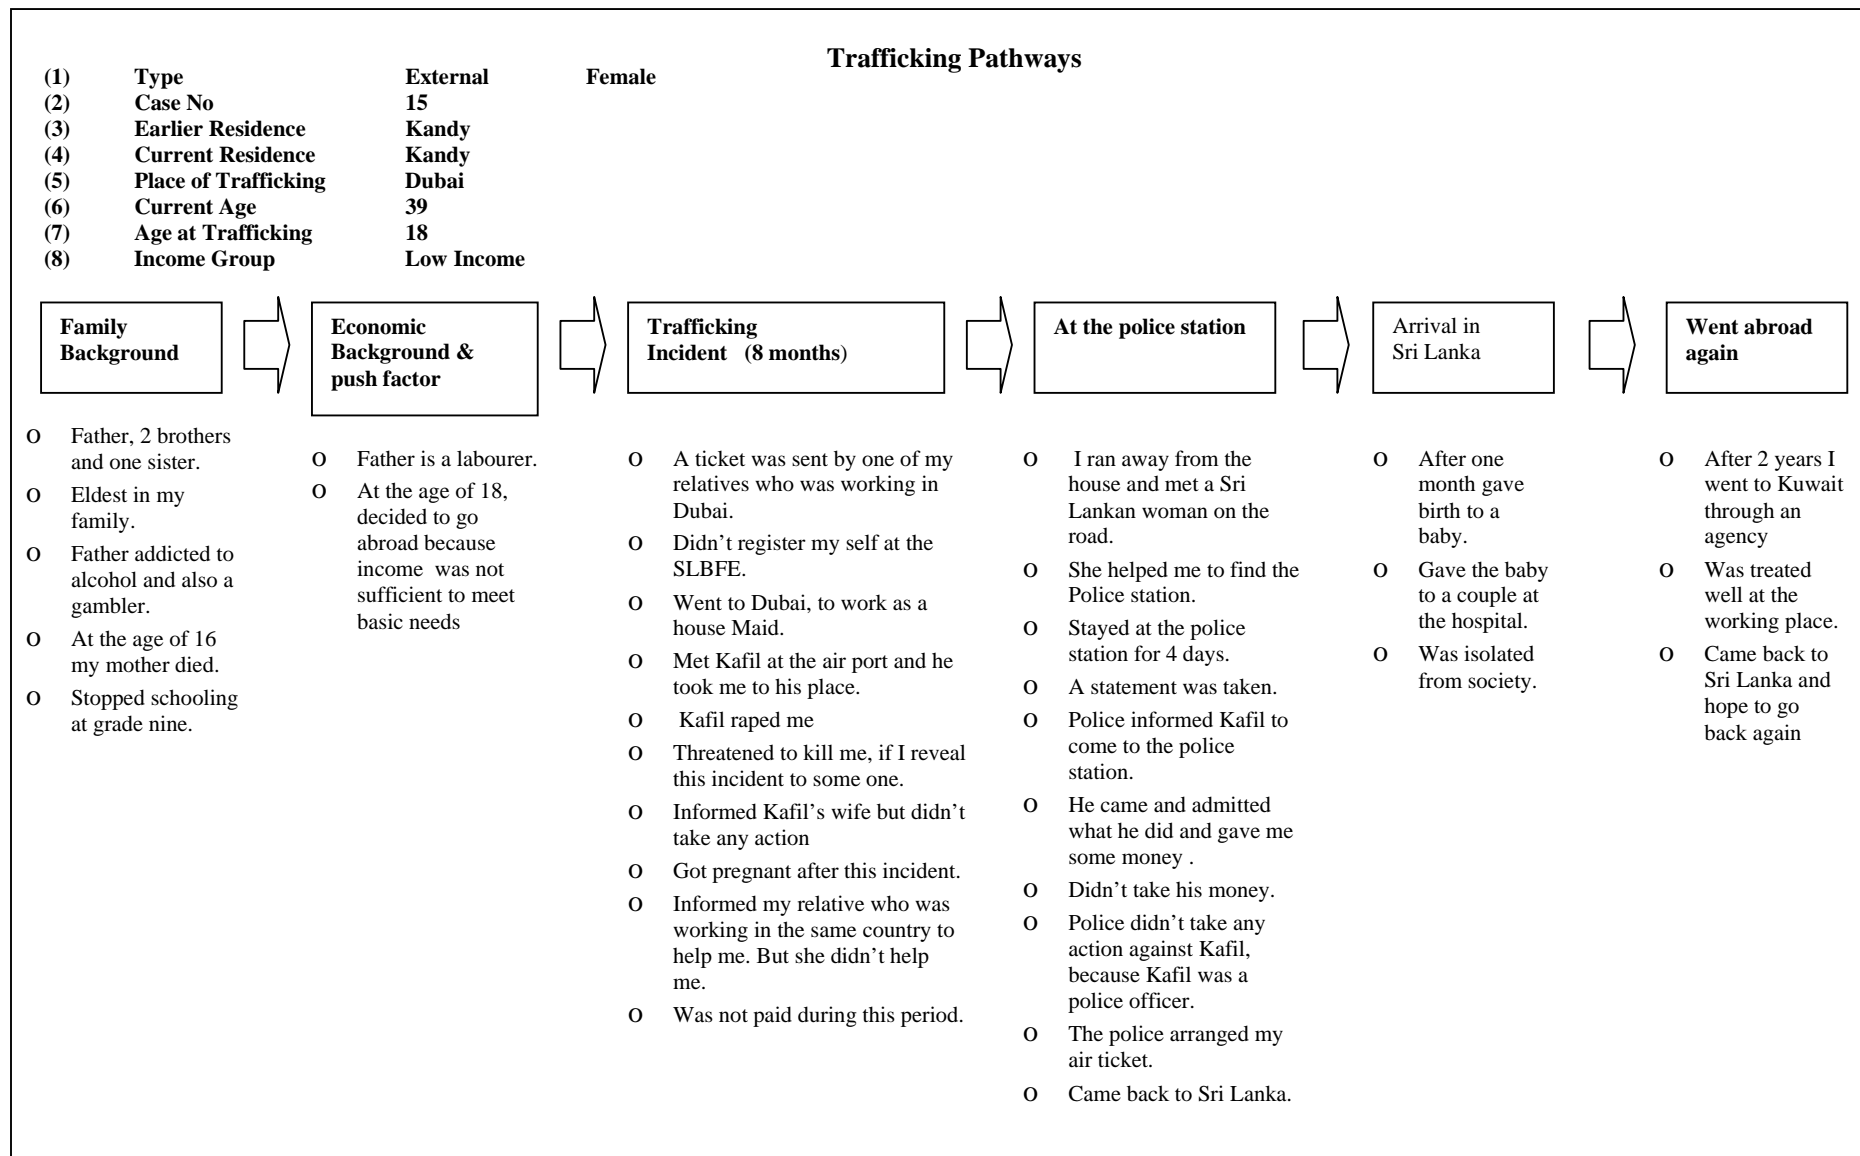 Trafficking Pathways
(1) Type External Female
(2) Case No 15
(3) Earlier Residence Kandy
(4) Current Residence Kandy
(5) Place of Trafficking Dubai
(6) Current Age 39
(7) Age at Trafficking 18
(8) Income Group Low Income
Family
Background
o Father, 2 brothers
and one sister.
o Eldest in my
family.
o Father addicted to
alcohol and also a
gambler.
o At the age of 16
my mother died.
o Stopped schooling
at grade nine.
Economic
Background &
push factor
o Father is a labourer.
o At the age of 18,
decided to go
abroad because
income was not
sufficient to meet
basic needs
Trafficking
Incident (8 months)
o A ticket was sent by one of my
relatives who was working in
Dubai.
o Didn’t register my self at the
SLBFE.
o Went to Dubai, to work as a
house Maid.
o Met Kafil at the air port and he
took me to his place.
o Kafil raped me
o Threatened to kill me, if I reveal
this incident to some one.
o Informed Kafil’s wife but didn’t
take any action
o Got pregnant after this incident.
o Informed my relative who was
working in the same country to
help me. But she didn’t help
me.
o Was not paid during this period.
At the police station
o I ran away from the
house and met a Sri
Lankan woman on the
road.
o She helped me to find the
Police station.
o Stayed at the police
station for 4 days.
o A statement was taken.
o Police informed Kafil to
come to the police
station.
o He came and admitted
what he did and gave me
some money .
o Didn’t take his money.
o Police didn’t take any
action against Kafil,
because Kafil was a
police officer.
o The police arranged my
air ticket.
o Came back to Sri Lanka.
Arrival in
Sri Lanka
o After one
month gave
birth to a
baby.
o Gave the baby
to a couple at
the hospital.
o Was isolated
from society.
Went abroad
again
o After 2 years I
went to Kuwait
through an
agency
o Was treated
well at the
working place.
o Came back to
Sri Lanka and
hope to go
back again